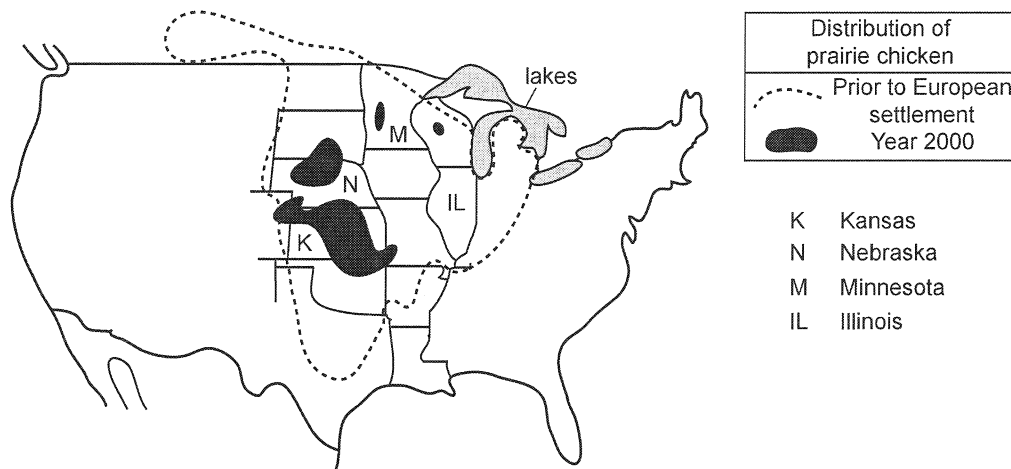 lakes
M
N
IL
K
Distribution of
prairie chicken
Prior to European
settlement
Year 2000
K Kansas
N Nebraska
M Minnesota
IL Illinois